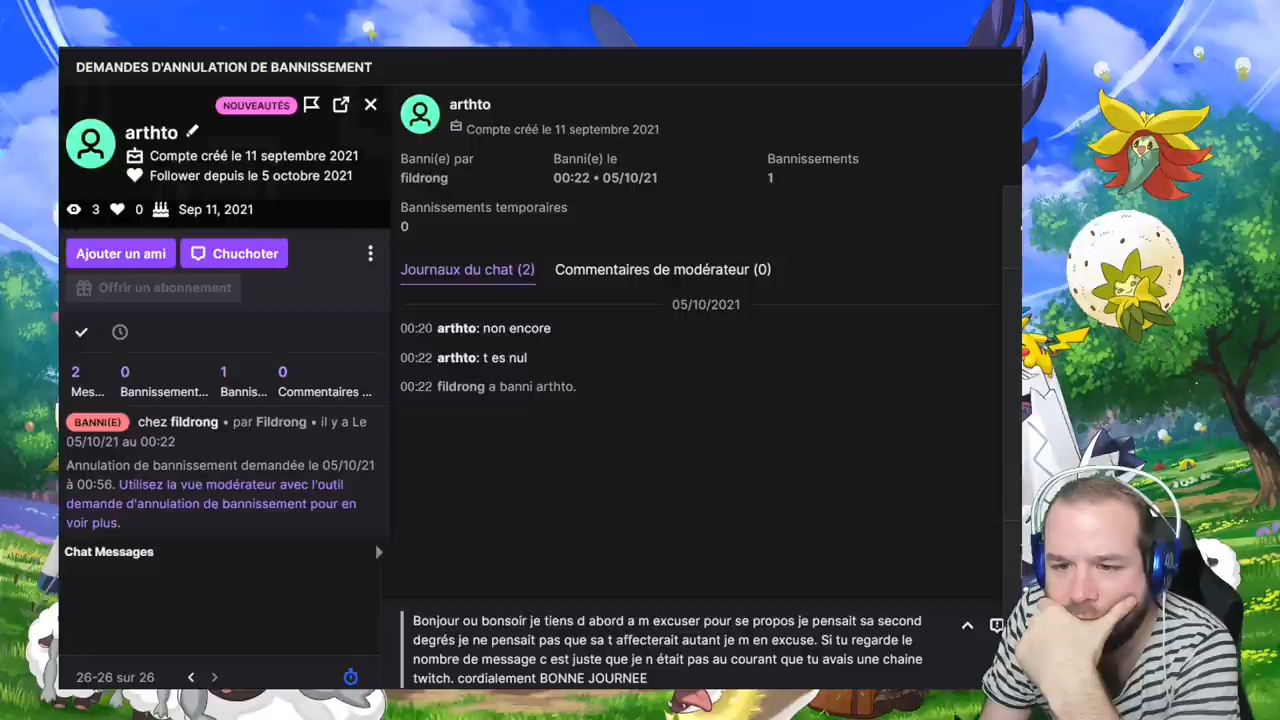 DEMANDES D'ANNULATION DE BANNISSEMENT
NOUVEAUTÉS
arthto
Compte créé le 11 septembre 2021
Follower depuis le 5 octobre 2021
3 0 Sep 11, 2021
Ajouter un ami Chuchoter
Offrir un abonnement
2 0 1 0
Mes... Bannissement... Bannis... Commentaires ...
BANNI(E) chez fildrong • par Fildrong • il y a Le
05/10/21 au 00:22
Annulation de bannissement demandée le 05/10/21
à 00:56. Utilisez la vue modérateur avec l'outil
demande d'annulation de bannissement pour en
voir plus.
Chat Messages
26-26 sur 26
arthto
Compte créé le 11 septembre 2021
Banni(e) par Banni(e) le Bannissements
fildrong 00:22 • 05/10/21 1
Bannissements temporaires
0
Journaux du chat (2) Commentaires de modérateur (0)
05/10/2021
00:20 arthto: non encore
00:22 arthto: t es nul
00:22 fildrong a banni arthto.
Bonjour ou bonsoir je tiens d abord a m excuser pour se propos je pensait sa second
degrés je ne pensait pas que sa t affecterait autant je m en excuse. Si tu regarde le
nombre de message c est juste que je n était pas au courant que tu avais une chaine
twitch. cordialement BONNE JOURNEE